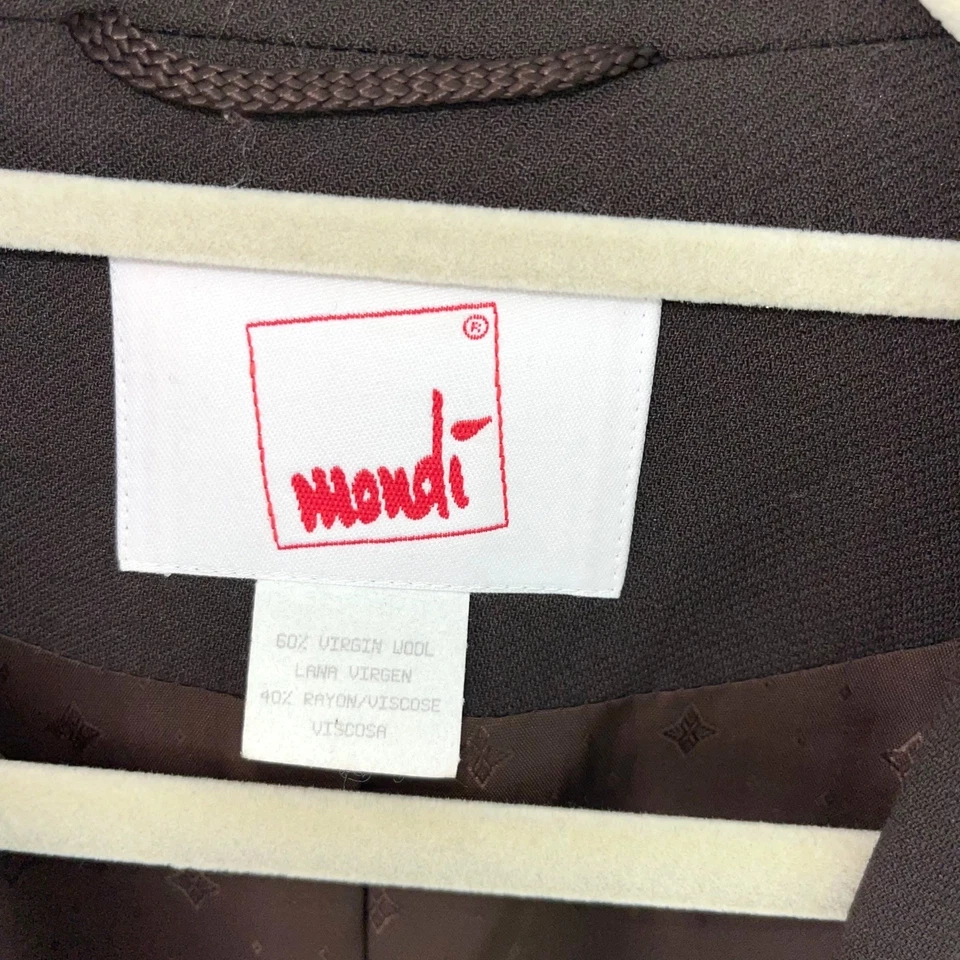 ®
mondi
60% VIRGIN WOOL
LANA VIRGEN
40% RAYON/VISCOSE
VISCOSA